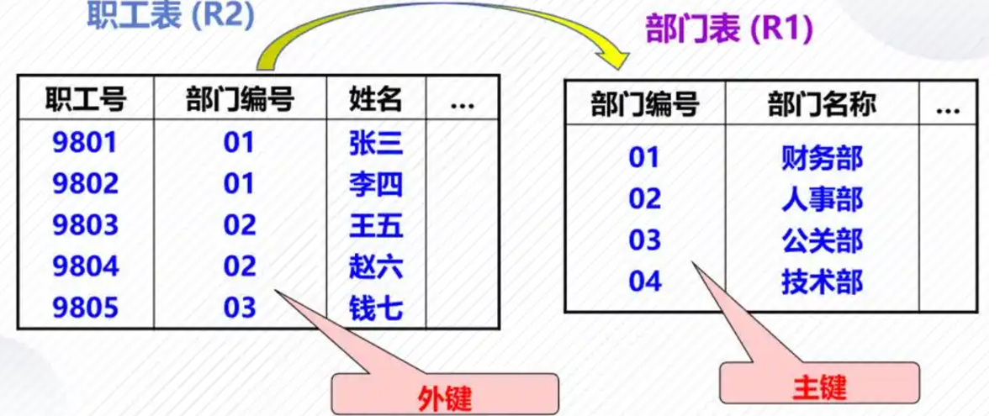 职工表 (R2)
部门表 (R1)
职工号 部门编号 姓名 ...
9801 01 张三
9802 01 李四
9803 02 王五
9804 02 赵六
9805 03 钱七
部门编号 部门名称 ...
01 财务部
02 人事部
03 公关部
04 技术部
外键
主键